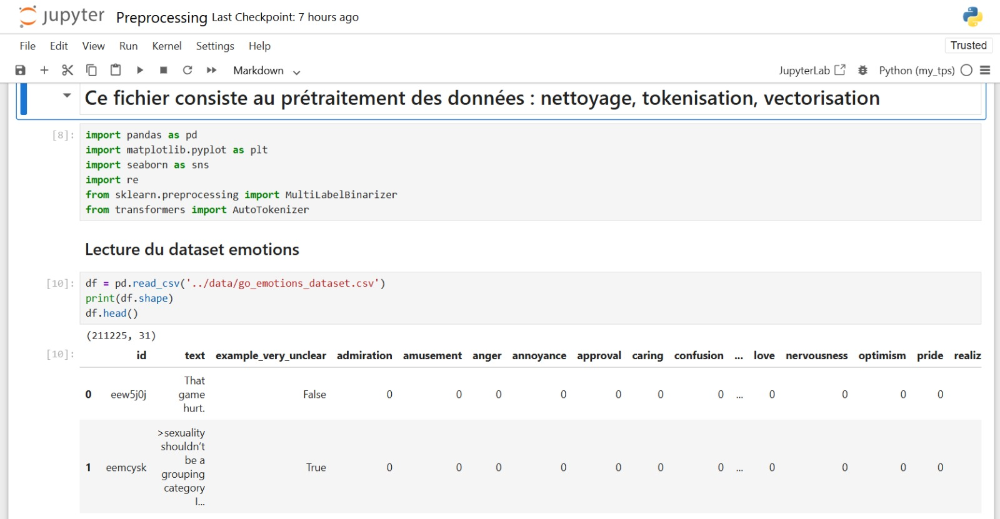 jupyter Preprocessing Last Checkpoint: 7 hours ago
File Edit View Run Kernel Settings Help Trusted
Markdown JupyterLab Python (my_tps)
Ce fichier consiste au prétraitement des données : nettoyage, tokenisation, vectorisation
[8]: import pandas as pd
import matplotlib.pyplot as plt
import seaborn as sns
import re
from sklearn.preprocessing import MultiLabelBinarizer
from transformers import AutoTokenizer
Lecture du dataset emotions
[10]: df = pd.read_csv('../data/go_emotions_dataset.csv')
print(df.shape)
df.head()
(211225, 31)
[10]: id text example_very_unclear admiration amusement anger annoyance approval caring confusion ... love nervousness optimism pride realiz
That
0 eew5j0j game False 0 0 0 0 0 0 0 ... 0 0 0 0
hurt.
>sexuality
shouldn’t
be a
1 eemcysk grouping True 0 0 0 0 0 0 0 ... 0 0 0 0
category
I...